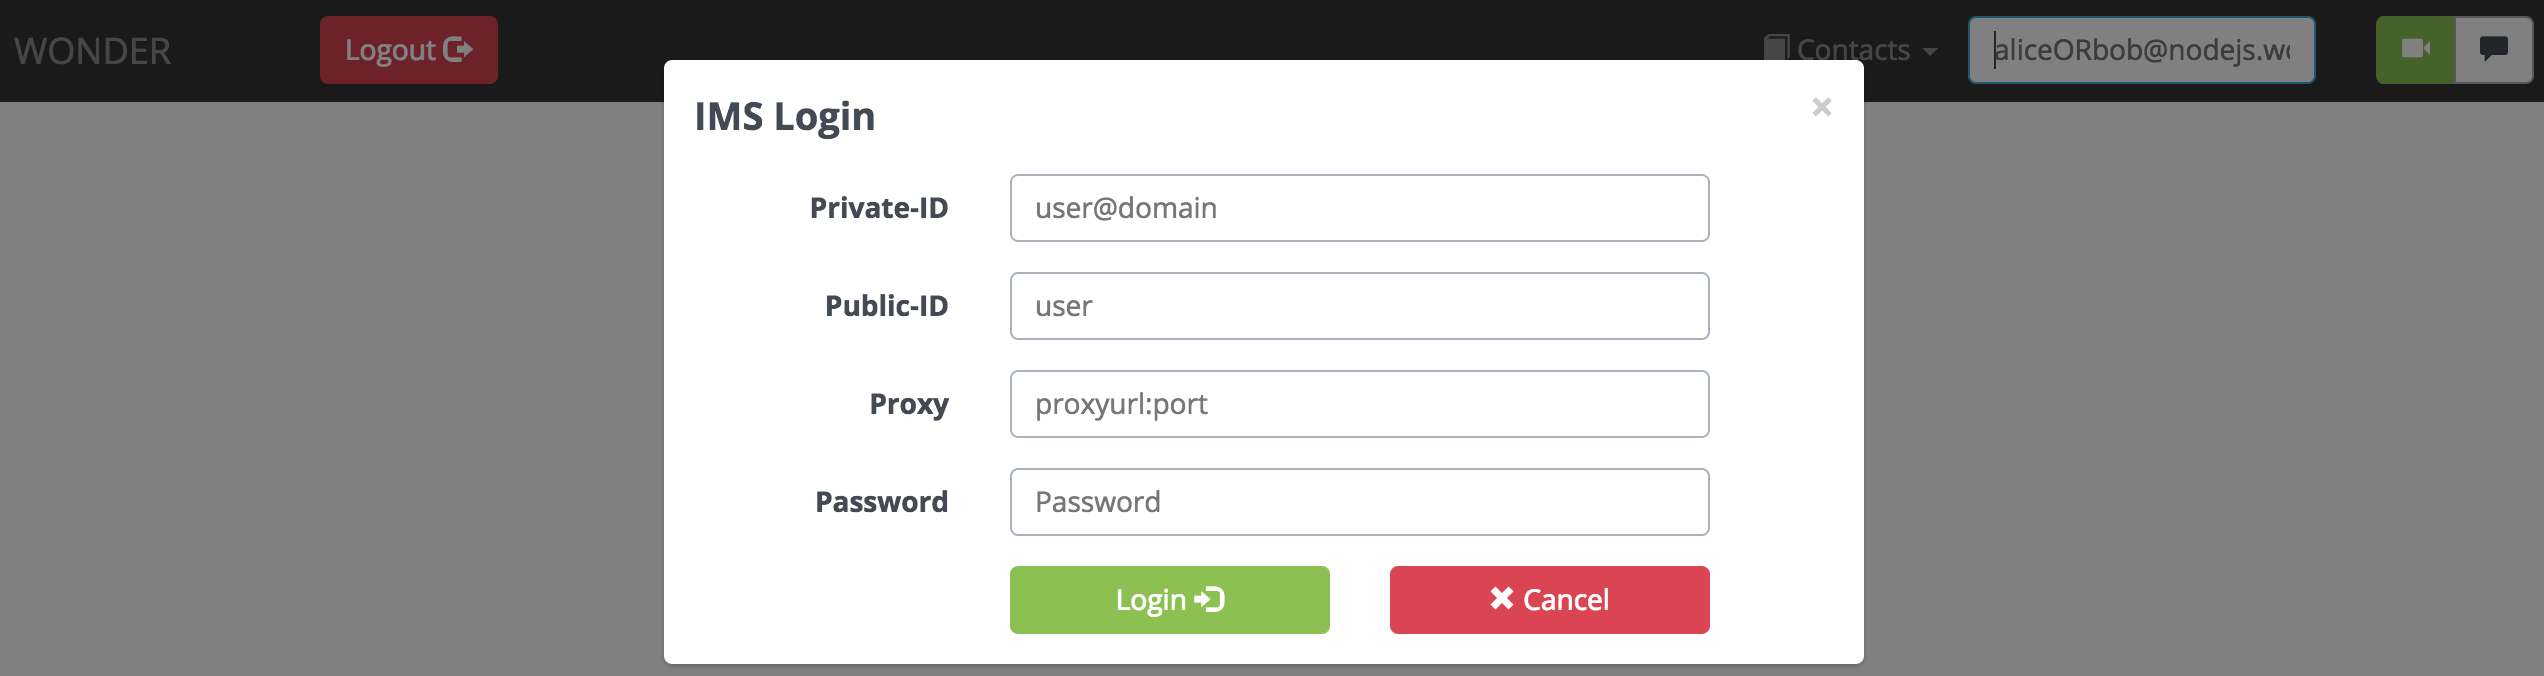 WONDER
Logout
Contacts
aliceORbob@nodejs.w
IMS Login
×
Private-ID
user@domain
Public-ID
user
Proxy
proxyurl:port
Password
Password
Login
Cancel